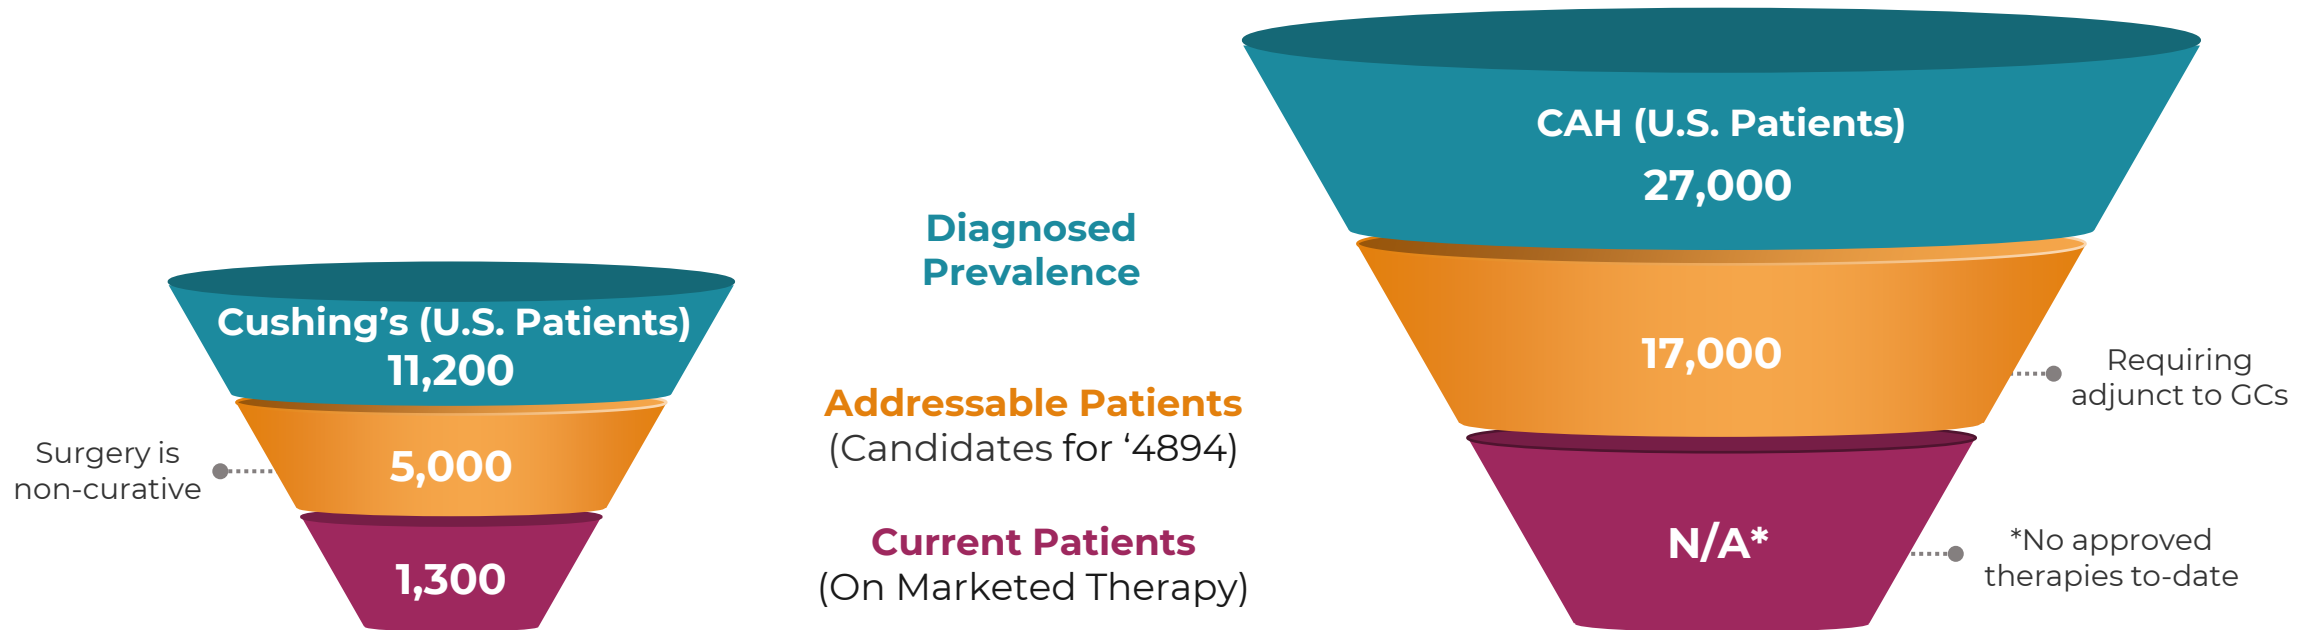 Cushing’s (U.S. Patients)
11,200
Surgery is
non-curative
5,000
1,300
Diagnosed
Prevalence
Addressable Patients
(Candidates for ‘4894)
Current Patients
(On Marketed Therapy)
CAH (U.S. Patients)
27,000
17,000
Requiring
adjunct to GCs
N/A*
*No approved
therapies to-date